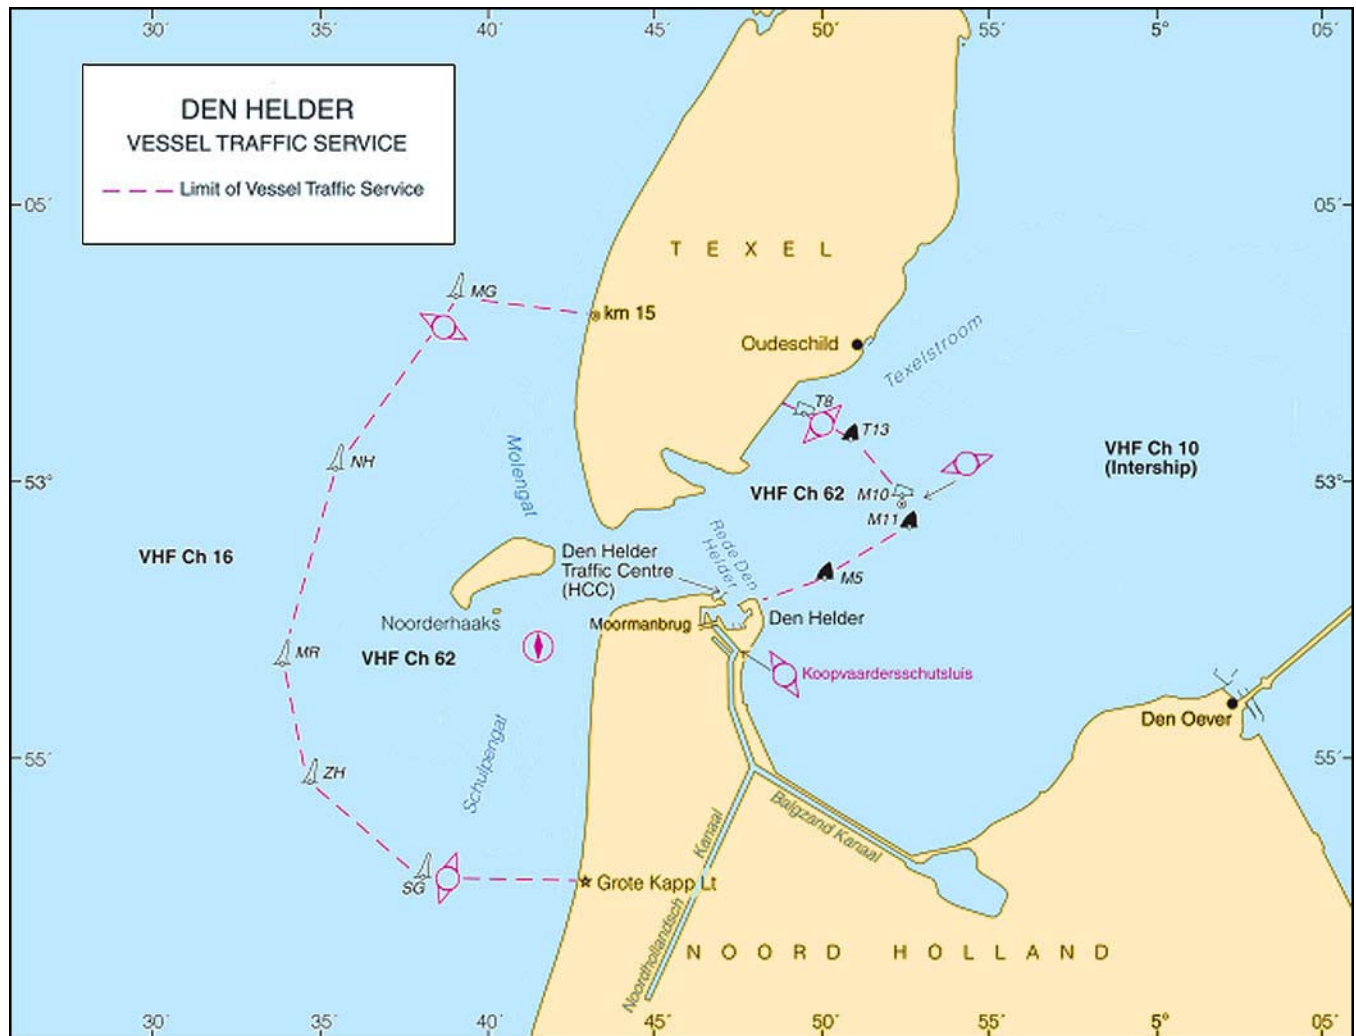 30´ 35´ 40´ 50´ 55´ 5° 05´
DEN HELDER
VESSEL TRAFFIC SERVICE
Limit of Vessel Traffic Service
05´ 05´
T E X E L
MG
km 15
Oudeschild
Texelstroom
T8
T13
NH
Molengat
VHF Ch 10
(Intership)
53° 53°
VHF Ch 62
M10
M11
Rede Den
Helder
VHF Ch 16
Den Helder
Traffic Centre
(HCC)
M5
Noorderhaaks
Moormanbrug
Den Helder
MR
VHF Ch 62
Koopvaardersschutsluis
Den Oever
55´ 55´
ZH
Schulpengat
Balgzand Kanaal
SG
Grote Kapp Lt
Noordhollandsch Kanaal
N O O R D H O L L A N D
30´ 35´ 40´ 45´ 50´ 55´ 5° 05´